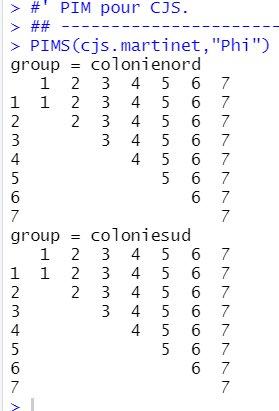 > #' PIM pour CJS.
> ## ----------------------
> PIMS(cjs.martinet,"Phi")
group = colonienord
   1  2  3  4  5  6  7
1  1  2  3  4  5  6  7
2     2  3  4  5  6  7
3        3  4  5  6  7
4           4  5  6  7
5              5  6  7
6                 6  7
7                    7
group = coloniesud
   1  2  3  4  5  6  7
1  1  2  3  4  5  6  7
2     2  3  4  5  6  7
3        3  4  5  6  7
4           4  5  6  7
5              5  6  7
6                 6  7
7                    7
>